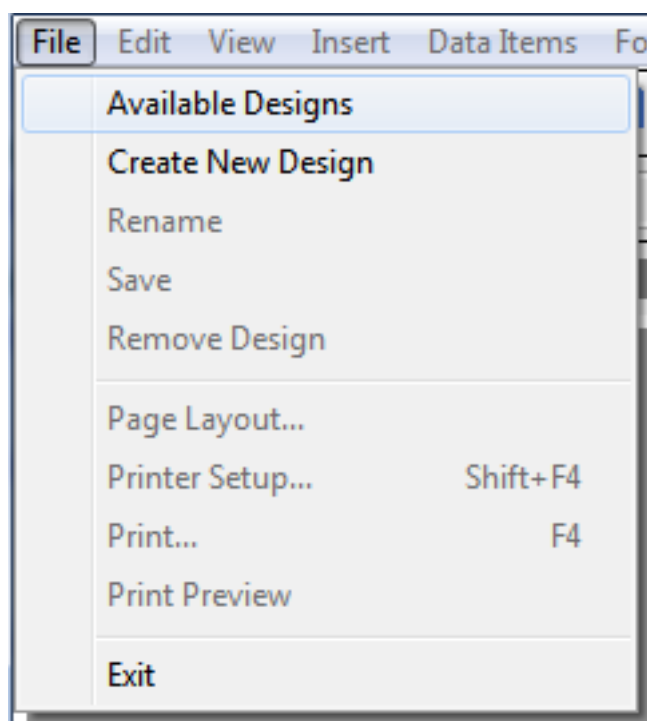 File Edit View Insert Data Items
Available Designs
Create New Design
Rename
Save
Remove Design
Page Layout...
Printer Setup... Shift+F4
Print... F4
Print Preview
Exit